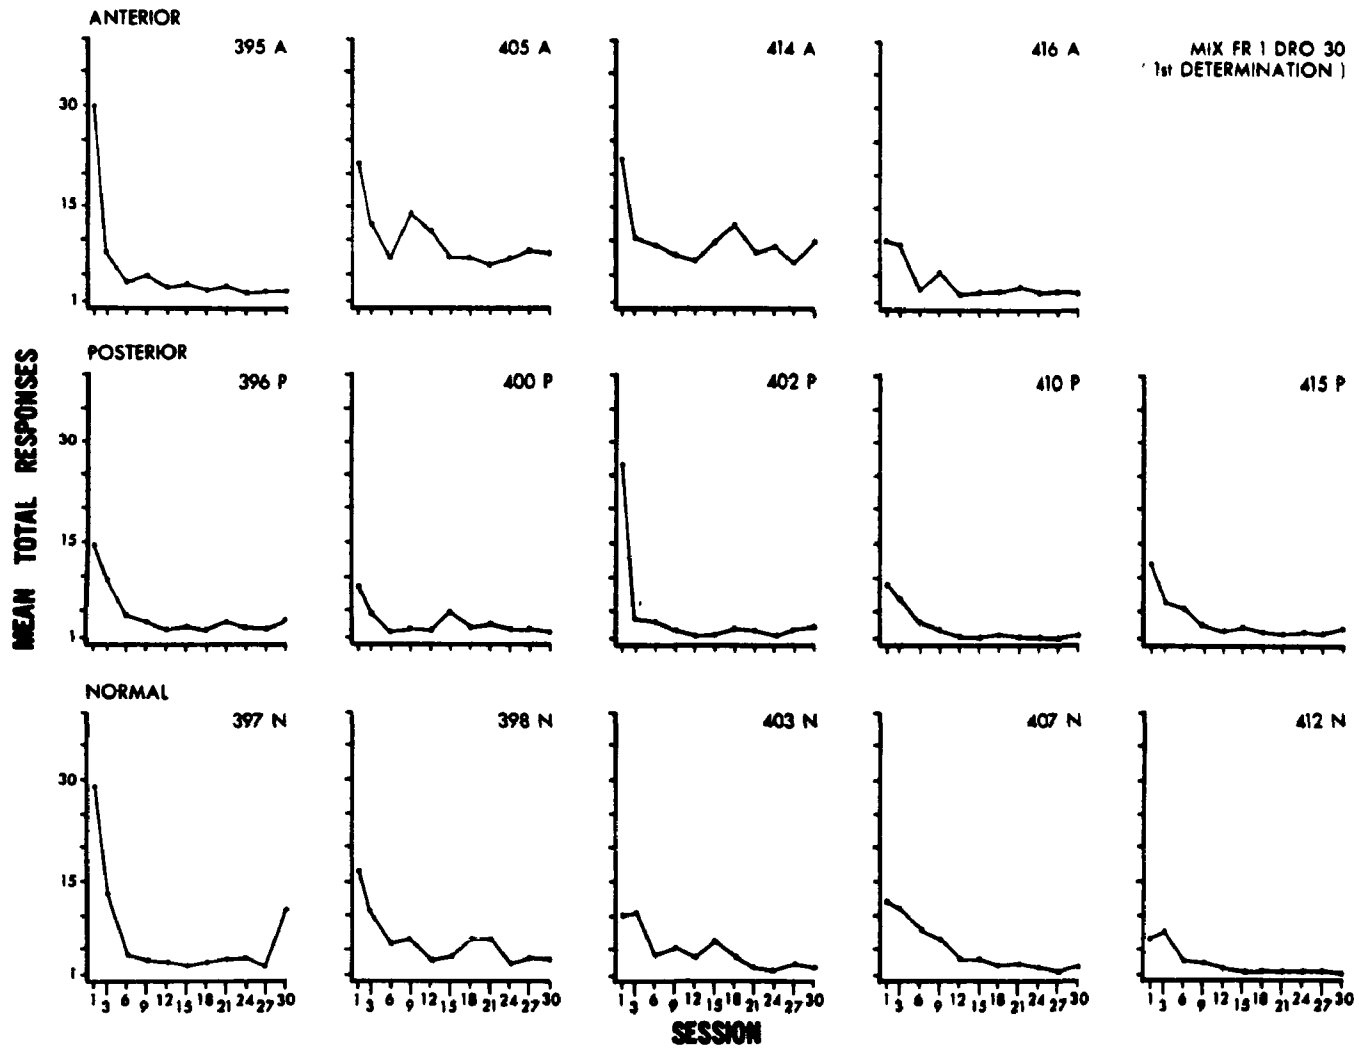 ANTERIOR
395 A
405 A
414 A
416 A
MIX FR 1 DRO 30
( 1st DETERMINATION )
30
15
1
POSTERIOR
396 P
400 P
402 P
410 P
415 P
30
15
1
NORMAL
397 N
398 N
403 N
407 N
412 N
30
15
1
MEAN TOTAL RESPONSES
1 3 6 9 12 15 18 21 24 27 30
1 3 6 9 12 15 18 21 24 27 30
1 3 6 9 12 15 18 21 24 27 30
1 3 6 9 12 15 18 21 24 27 30
1 3 6 9 12 15 18 21 24 27 30
SESSION